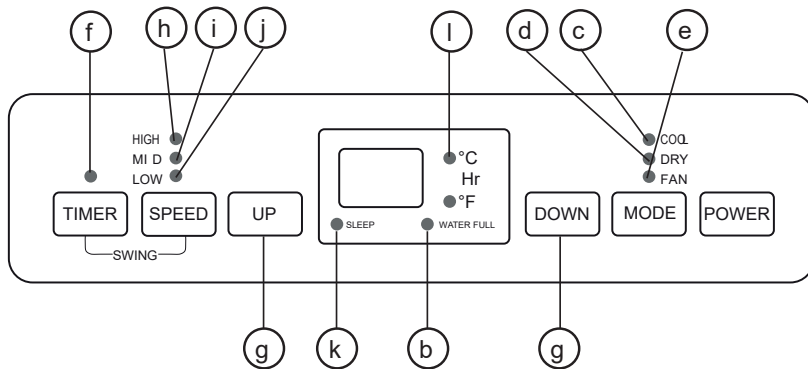 f h i j l d c e
HIGH
MI D
LOW
°C
Hr
°F
COOL
DRY
FAN
TIMER SPEED UP DOWN MODE POWER
SLEEP WATER FULL
SWING
g k b g